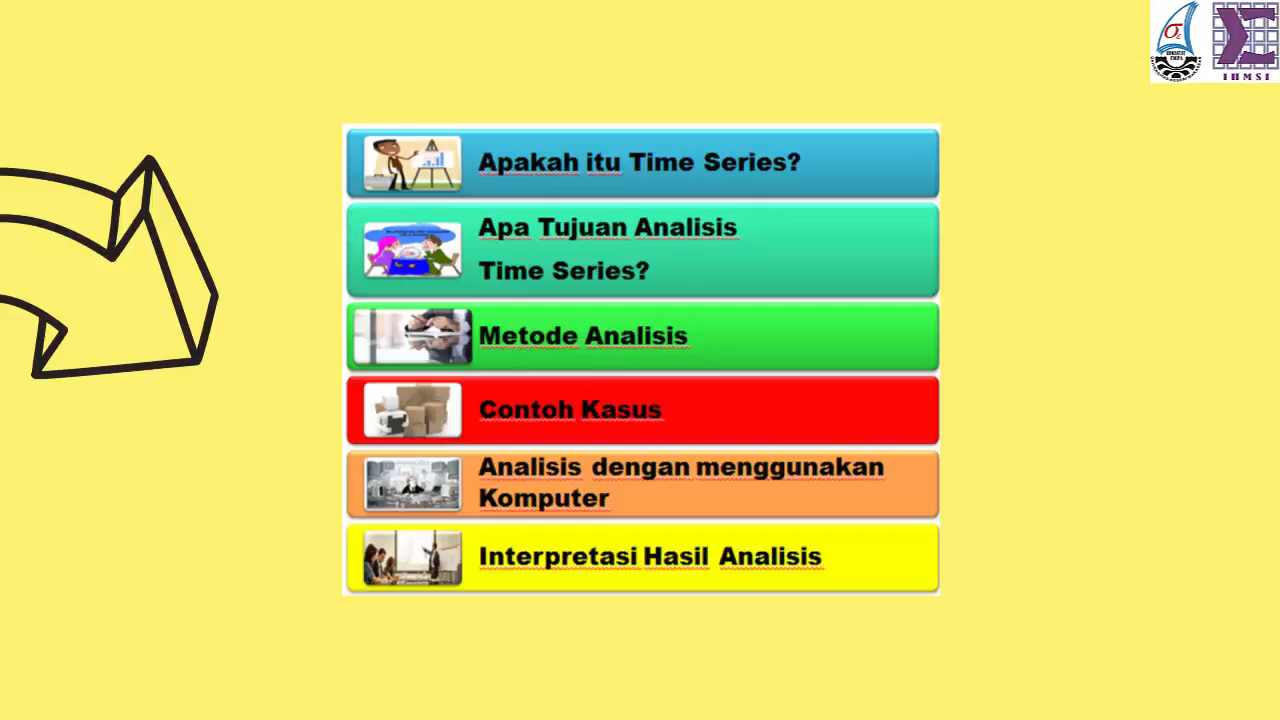 IHMSI
Apakah itu Time Series?
Apa Tujuan Analisis
Time Series?
Metode Analisis
Contoh Kasus
Analisis dengan menggunakan
Komputer
Interpretasi Hasil Analisis